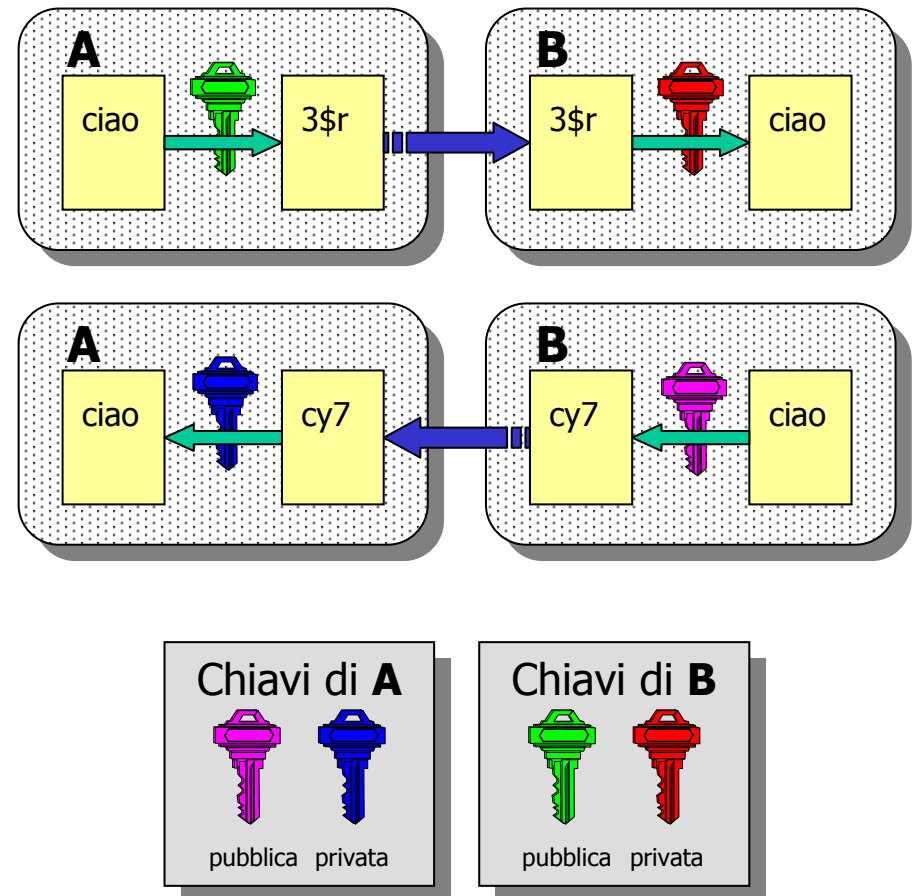 A
ciao
3$r
B
3$r
ciao
A
ciao
cy7
B
cy7
ciao
Chiavi di A
pubblica privata
Chiavi di B
pubblica privata